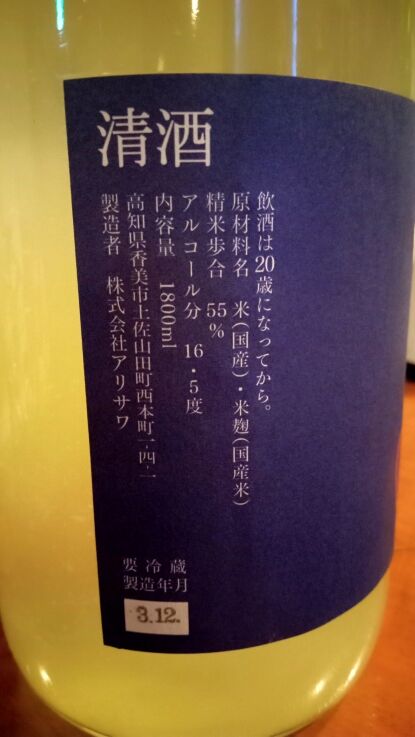 清酒
飲酒は20歳になってから。
原材料名 米(国産)・米麹(国産米)
精米歩合 55%
アルコール分 16・5度
内容量 1800ml
高知県香美市土佐山田町西本町一-四-一
製造者 株式会社アリサワ
要冷蔵
製造年月
3.12.